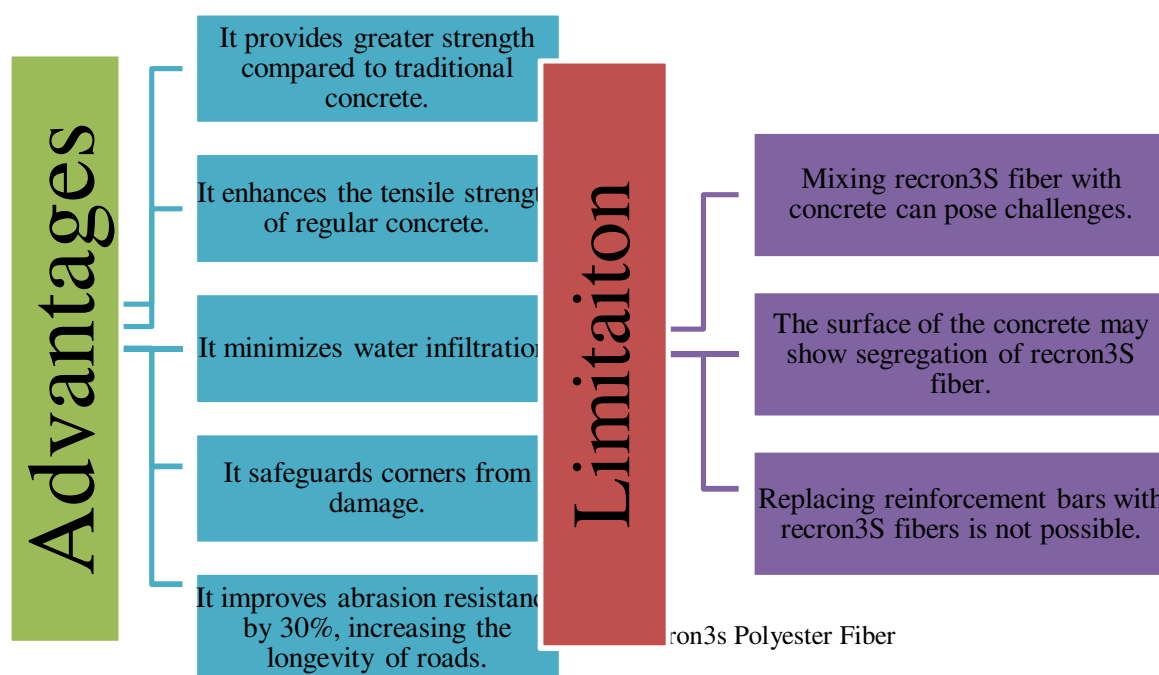 Advantages
It provides greater strength
compared to traditional
concrete.
It enhances the tensile strengt
of regular concrete.
It minimizes water infiltration
It safeguards corners from
damage.
It improves abrasion resistanc
by 30%, increasing the
longevity of roads.
Limitaiton
Mixing recron3S fiber with
concrete can pose challenges.
The surface of the concrete may
show segregation of recron3S
fiber.
Replacing reinforcement bars with
recron3S fibers is not possible.
ron3s Polyester Fiber